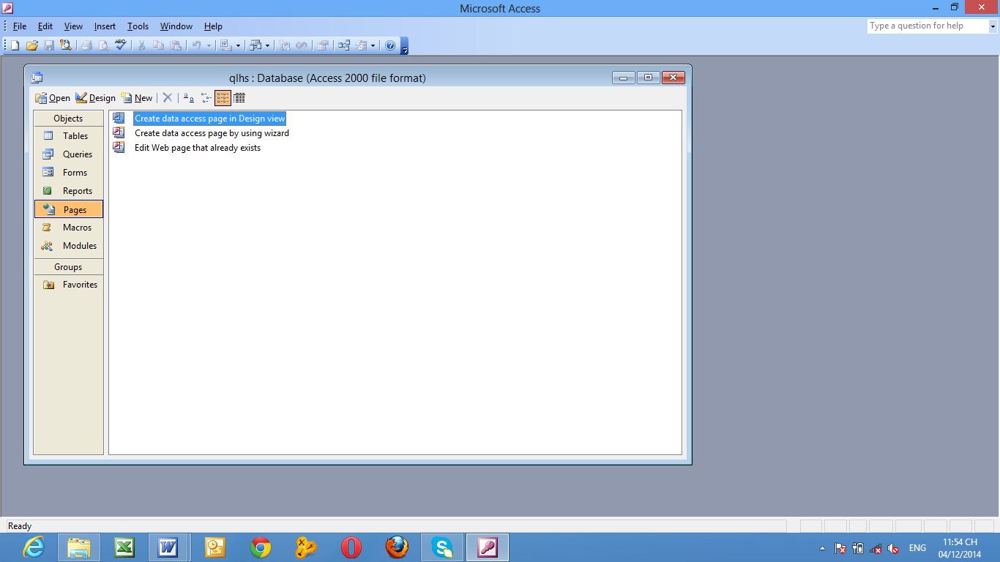 Microsoft Access
File Edit View Insert Tools Window Help
Type a question for help
ABC
qlhs : Database (Access 2000 file format)
Open Design New
Objects
Tables
Queries
Forms
Reports
Pages
Macros
Modules
Groups
Favorites
Create data access page in Design view
Create data access page by using wizard
Edit Web page that already exists
Ready
ENG
11:54 CH
04/12/2014